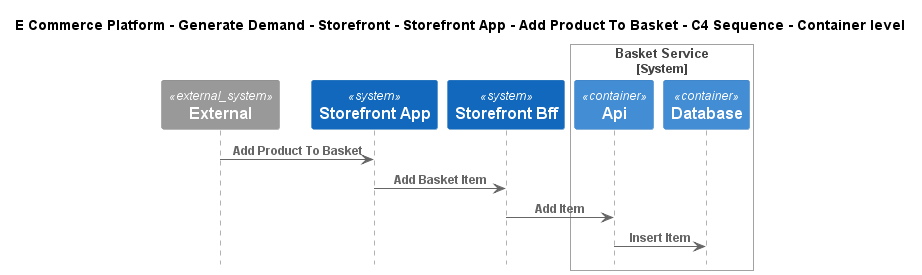 E Commerce Platform - Generate Demand - Storefront - Storefront App - Add Product To Basket - C4 Sequence - Container level
Basket Service
[System]
«external_system» «system» «system» «container» «container»
External Storefront App Storefront Bff Api Database
Add Product To Basket
Add Basket Item
Add Item
Insert Item